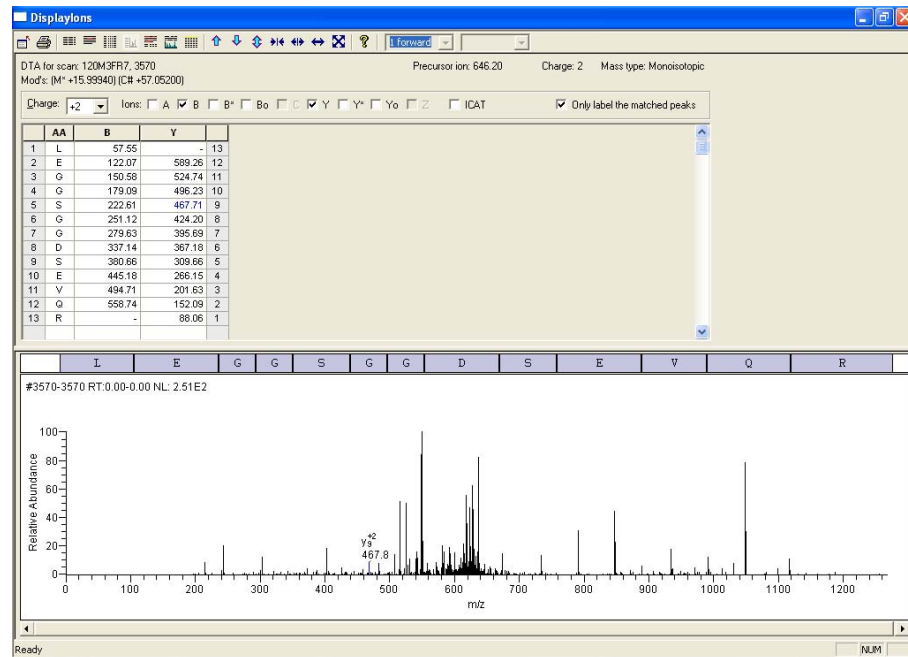 DisplayIons
1 forward
DTA for scan: 120M3FR7, 3570 Precursor ion: 646.20 Charge: 2 Mass type: Monoisotopic
Mod's: (M* +15.99940) (C# +57.05200)
Charge: +2 Ions: A B B* Bo C Y Y* Yo Z ICAT Only label the matched peaks
AA B Y
1 L 57.55 - 13
2 E 122.07 589.26 12
3 G 150.58 524.74 11
4 G 179.09 496.23 10
5 S 222.61 467.71 9
6 G 251.12 424.20 8
7 G 279.63 395.69 7
8 D 337.14 367.18 6
9 S 380.66 309.66 5
10 E 445.18 266.15 4
11 V 494.71 201.63 3
12 Q 558.74 152.09 2
13 R - 88.06 1
L E G G S G G D S E V Q R
#3570-3570 RT:0.00-0.00 NL: 2.51E2
100
80
60
40
20
0
Relative Abundance
y9+2
467.8
0 100 200 300 400 500 600 700 800 900 1000 1100 1200
m/z
Ready NUM